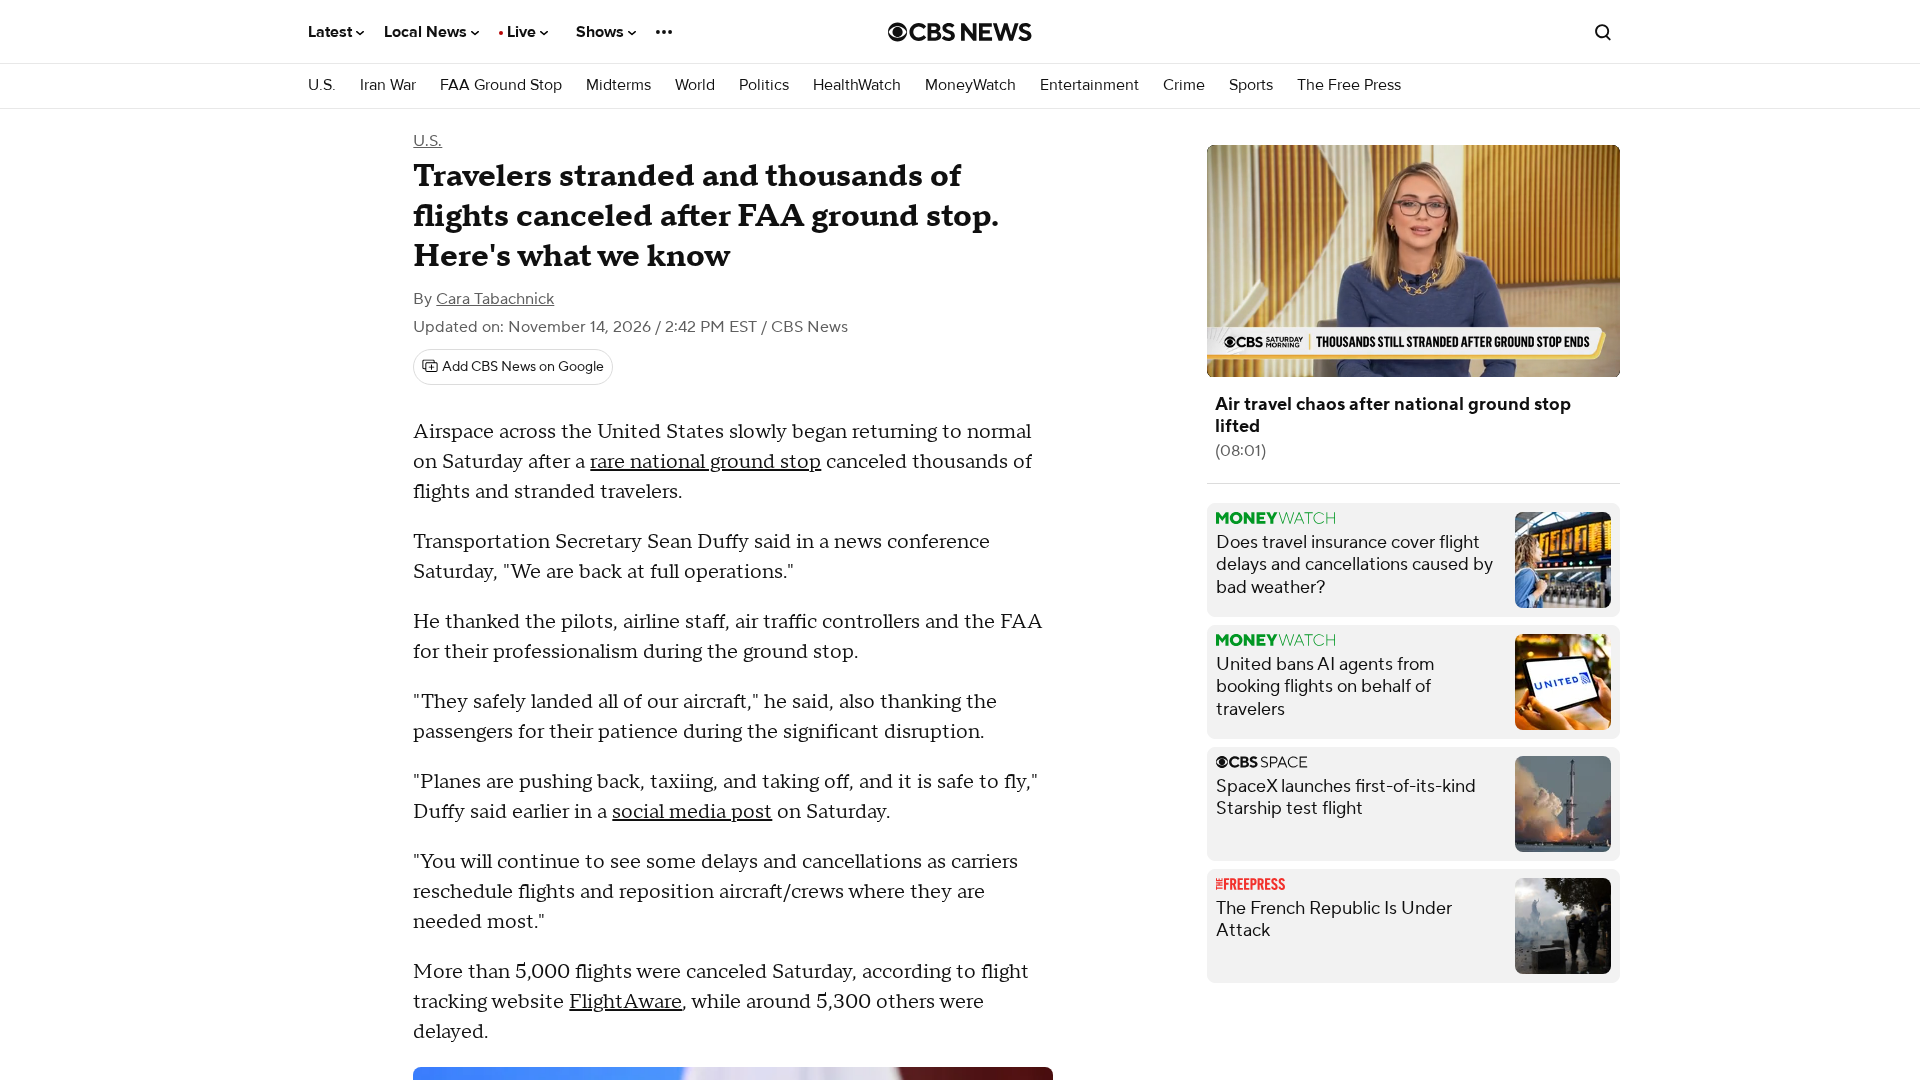 Latest
Local News
Live
Shows
CBS NEWS
U.S.
Iran War
FAA Ground Stop
Midterms
World
Politics
HealthWatch
MoneyWatch
Entertainment
Crime
Sports
The Free Press
U.S.
Travelers stranded and thousands of
flights canceled after FAA ground stop.
Here's what we know
By Cara Tabachnick
Updated on: November 14, 2026 / 2:42 PM EST / CBS News
Add CBS News on Google
Airspace across the United States slowly began returning to normal
on Saturday after a rare national ground stop canceled thousands of
flights and stranded travelers.
Transportation Secretary Sean Duffy said in a news conference
Saturday, "We are back at full operations."
He thanked the pilots, airline staff, air traffic controllers and the FAA
for their professionalism during the ground stop.
"They safely landed all of our aircraft," he said, also thanking the
passengers for their patience during the significant disruption.
"Planes are pushing back, taxiing, and taking off, and it is safe to fly,"
Duffy said earlier in a social media post on Saturday.
"You will continue to see some delays and cancellations as carriers
reschedule flights and reposition aircraft/crews where they are
needed most."
More than 5,000 flights were canceled Saturday, according to flight
tracking website FlightAware, while around 5,300 others were
delayed.
CBS SATURDAY MORNING
THOUSANDS STILL STRANDED AFTER GROUND STOP ENDS
Air travel chaos after national ground stop
lifted
(08:01)
MONEYWATCH
Does travel insurance cover flight
delays and cancellations caused by
bad weather?
MONEYWATCH
United bans AI agents from
booking flights on behalf of
travelers
UNITED
CBS SPACE
SpaceX launches first-of-its-kind
Starship test flight
THE FREE PRESS
The French Republic Is Under
Attack